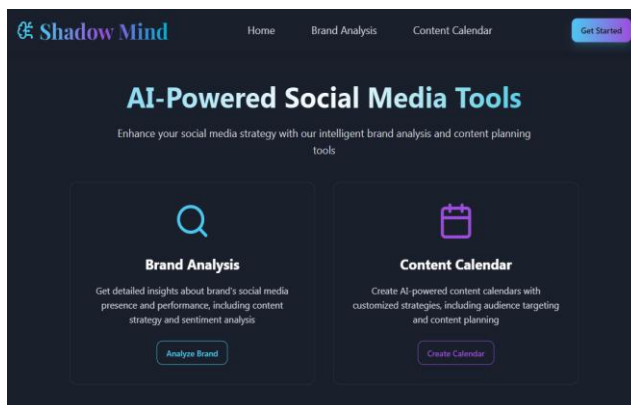 Shadow Mind
Home
Brand Analysis
Content Calendar
Get Started
AI-Powered Social Media Tools
Enhance your social media strategy with our intelligent brand analysis and content planning
tools
Brand Analysis
Get detailed insights about brand's social media
presence and performance, including content
strategy and sentiment analysis
Analyze Brand
Content Calendar
Create AI-powered content calendars with
customized strategies, including audience targeting
and content planning
Create Calendar